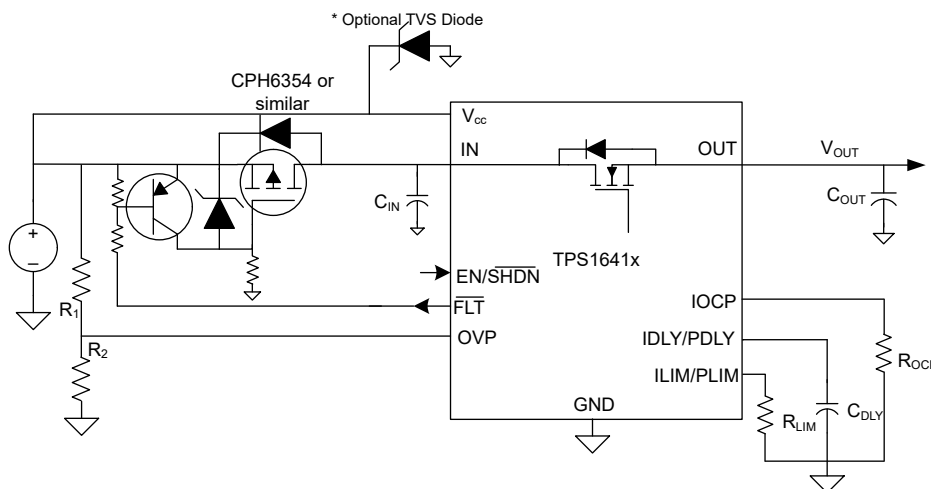 * Optional TVS Diode
CPH6354 or
similar
Vcc
IN
OUT
VOUT
CIN
COUT
TPS1641x
+
−
EN/SHDN
FLT
IOCP
R1
OVP
IDLY/PDLY
R2
ROCP
ILIM/PLIM
GND
RLIM
CDLY